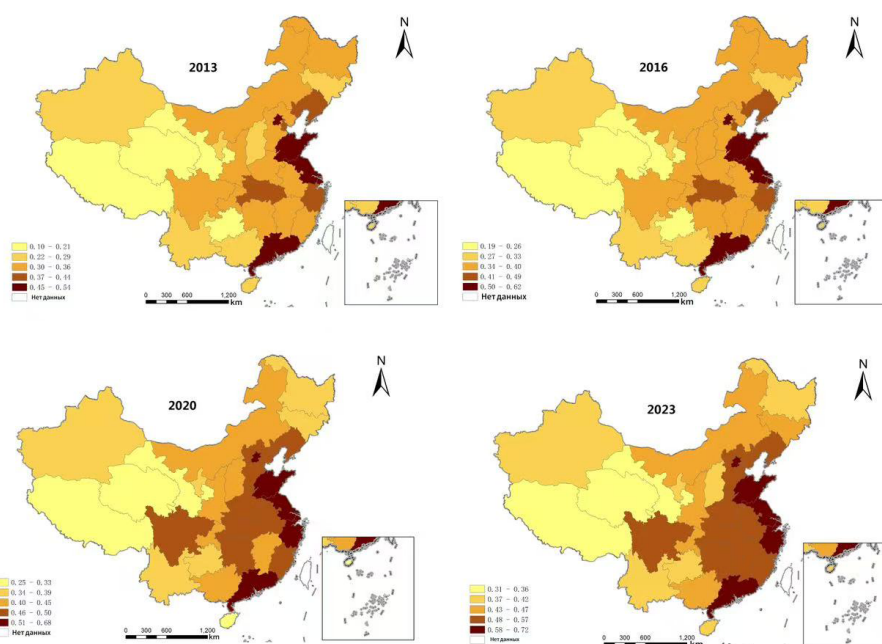 2013
N
0.10 - 0.21
0.22 - 0.29
0.30 - 0.36
0.37 - 0.44
0.45 - 0.54
Нет данных
0 300 600 1,200
km
2016
N
0.19 - 0.26
0.27 - 0.33
0.34 - 0.40
0.41 - 0.49
0.50 - 0.62
Нет данных
0 300 600 1,200
km
2020
N
0.25 - 0.33
0.34 - 0.39
0.40 - 0.45
0.46 - 0.50
0.51 - 0.68
Нет данных
0 300 600 1,200
km
2023
N
0.31 - 0.36
0.37 - 0.42
0.43 - 0.47
0.48 - 0.57
0.58 - 0.72
Нет данных
0 300 600 1,200
km